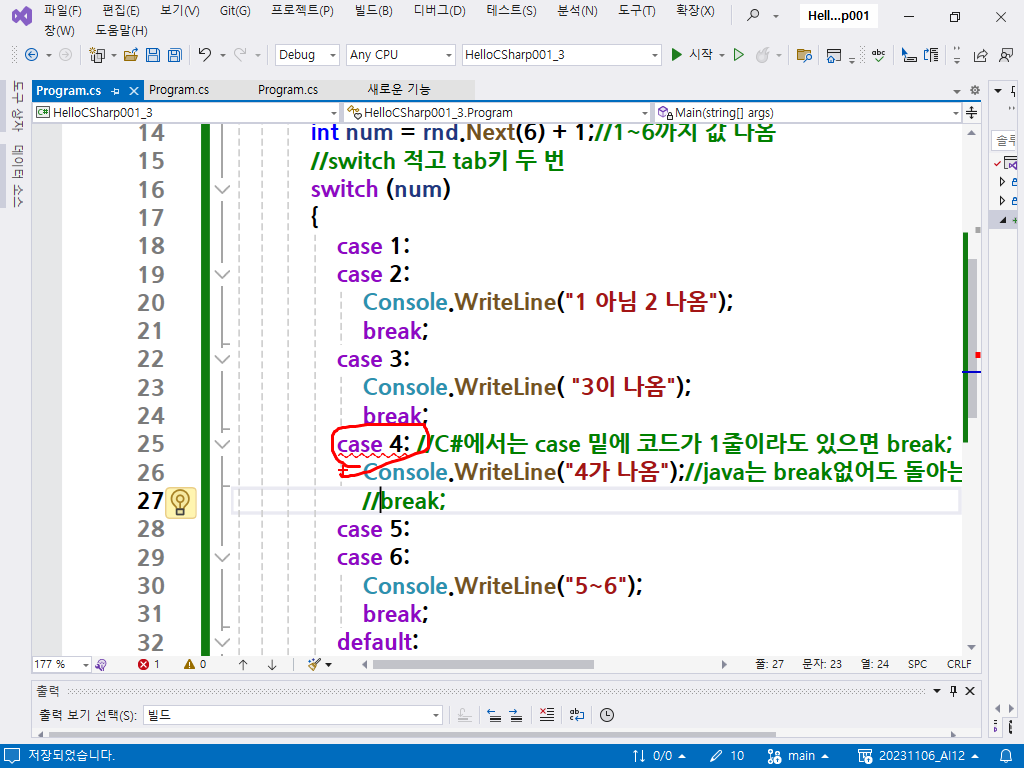 파일(F) 편집(E) 보기(V) Git(G) 프로젝트(P) 빌드(B) 디버그(D) 테스트(S) 분석(N) 도구(T) 확장(X)
Hell...p001
창(W) 도움말(H)
Debug Any CPU HelloCSharp001_3 시작
Program.cs Program.cs Program.cs 새로운 기능
HelloCSharp001_3 HelloCSharp001_3.Program Main(string[] args)
도구 상자
데이터 소스
솔루
14 int num = rnd.Next(6) + 1;//1~6까지 값 나옴
15 //switch 적고 tab키 두 번
16 switch (num)
17 {
18 case 1:
19 case 2:
20 Console.WriteLine("1 아님 2 나옴");
21 break;
22 case 3:
23 Console.WriteLine( "3이 나옴");
24 break;
25 case 4: //C#에서는 case 밑에 코드가 1줄이라도 있으면 break;
26 Console.WriteLine("4가 나옴");//java는 break없어도 돌아는
27 //break;
28 case 5:
29 case 6:
30 Console.WriteLine("5~6");
31 break;
32 default:
177 % 1 0 줄: 27 문자: 23 열: 24 SPC CRLF
출력
출력 보기 선택(S): 빌드
저장되었습니다. 0/0 10 main 20231106_AI12